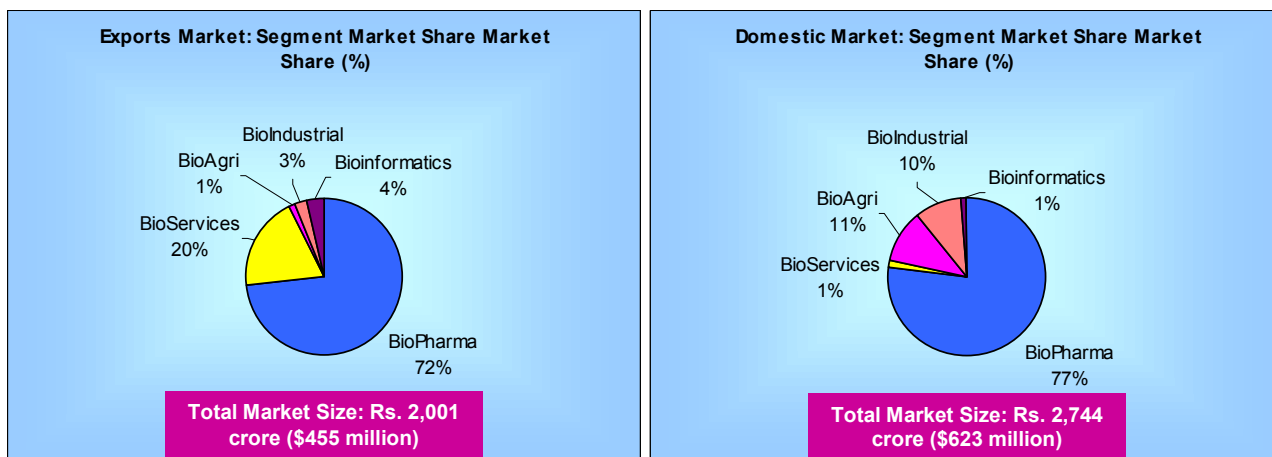 Exports Market: Segment Market Share Market
Share (%)
BioIndustrial
3%
BioAgri
1%
Bioinformatics
4%
BioServices
20%
BioPharma
72%
Total Market Size: Rs. 2,001
crore ($455 million)
Domestic Market: Segment Market Share Market
Share (%)
BioIndustrial
10%
Bioinformatics
1%
BioAgri
11%
BioServices
1%
BioPharma
77%
Total Market Size: Rs. 2,744
crore ($623 million)